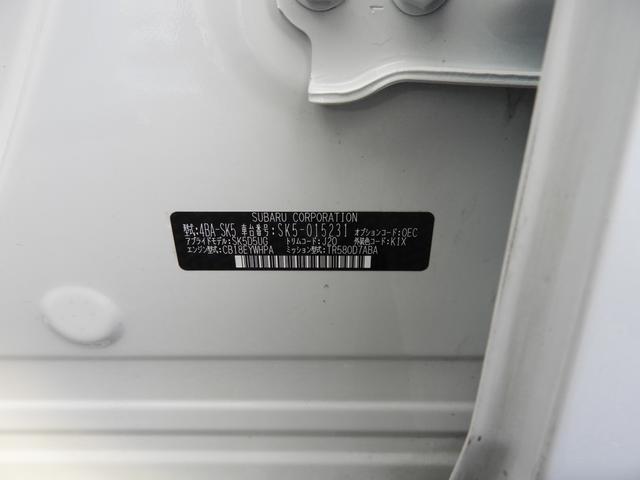 SUBARU CORPORATION
型式:4BA-SK5 車台番号:SK5-015231 オプションコード:OEC
アプライドモデル:SK5D5UG トリムコード:J20 外装色コード:K1X
エンジン型式:CB18EYWHPA ミッション型式:TR580D7ABA